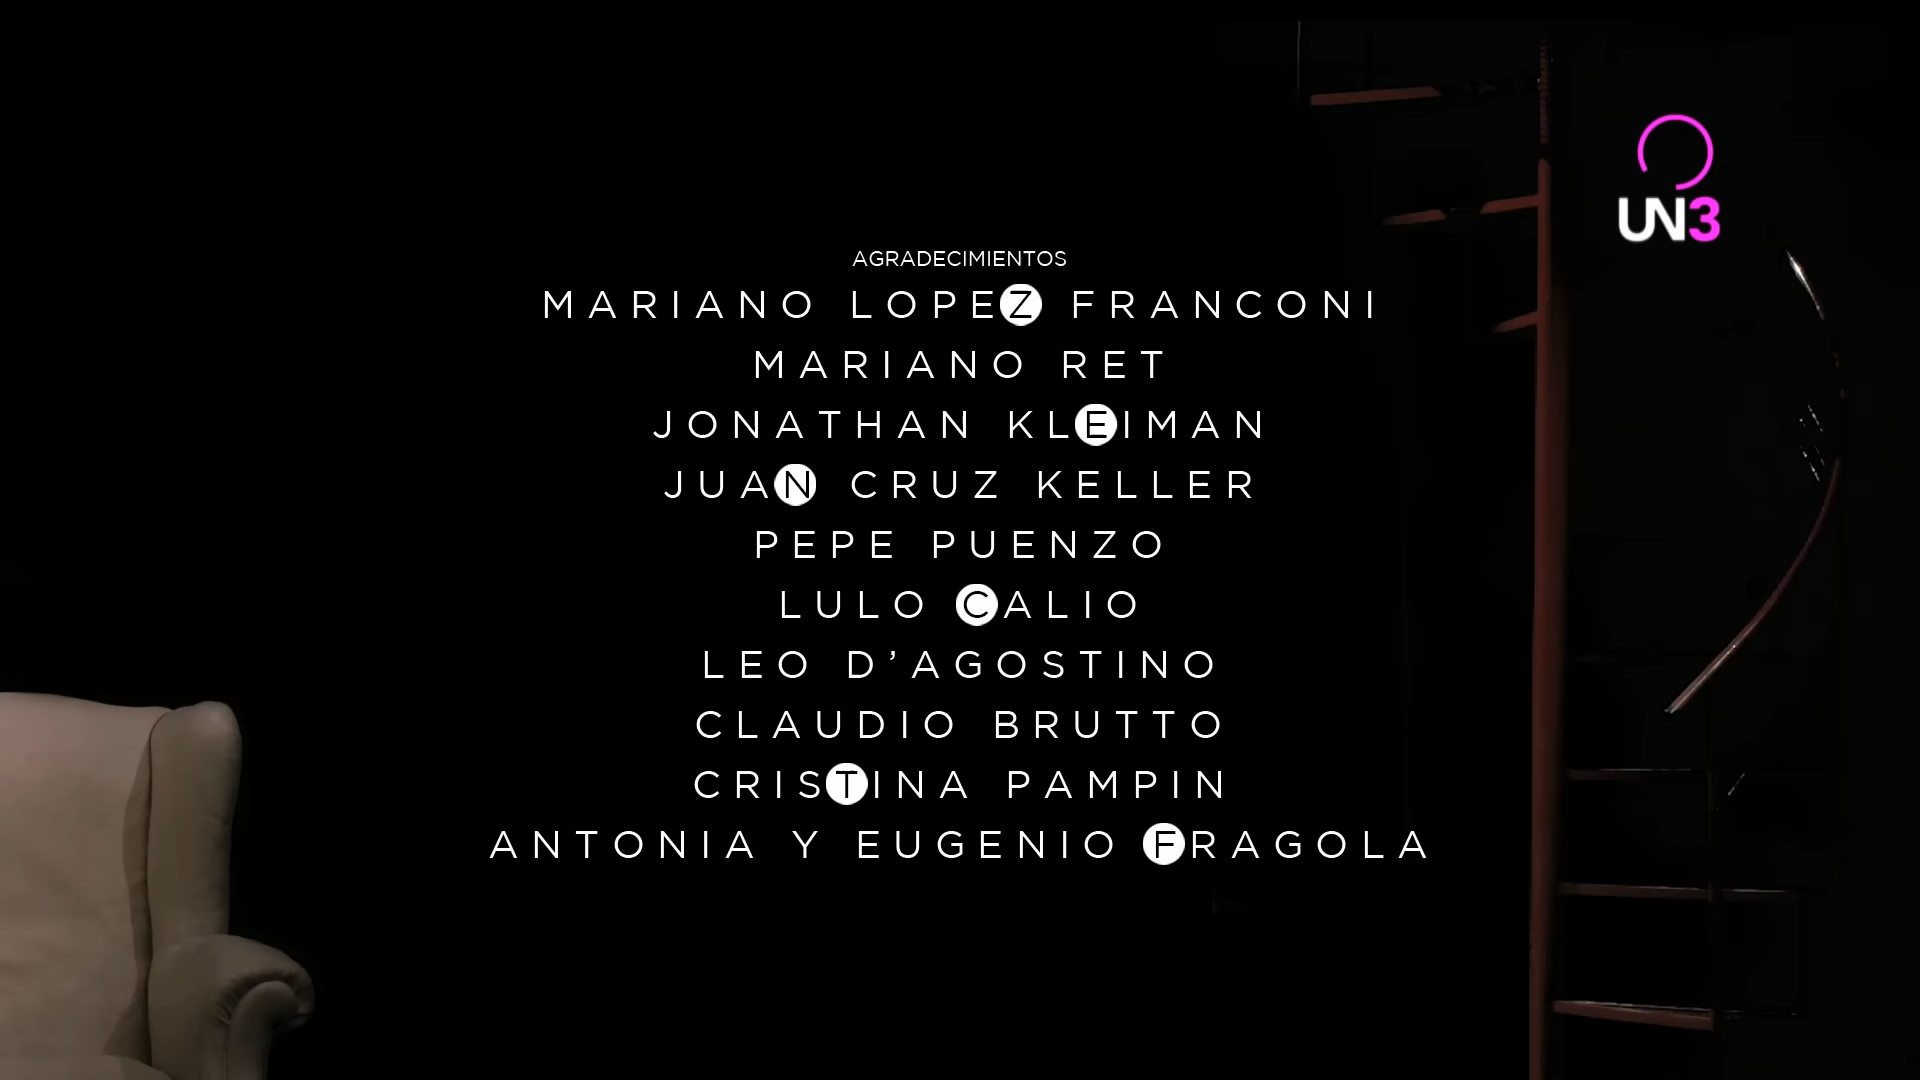 UN3
AGRADECIMIENTOS
MARIANO LOPEZ FRANCONI
MARIANO RET
JONATHAN KLEIMAN
JUAN CRUZ KELLER
PEPE PUENZO
LULO CALIO
LEO D’AGOSTINO
CLAUDIO BRUTTO
CRISTINA PAMPIN
ANTONIA Y EUGENIO FRAGOLA